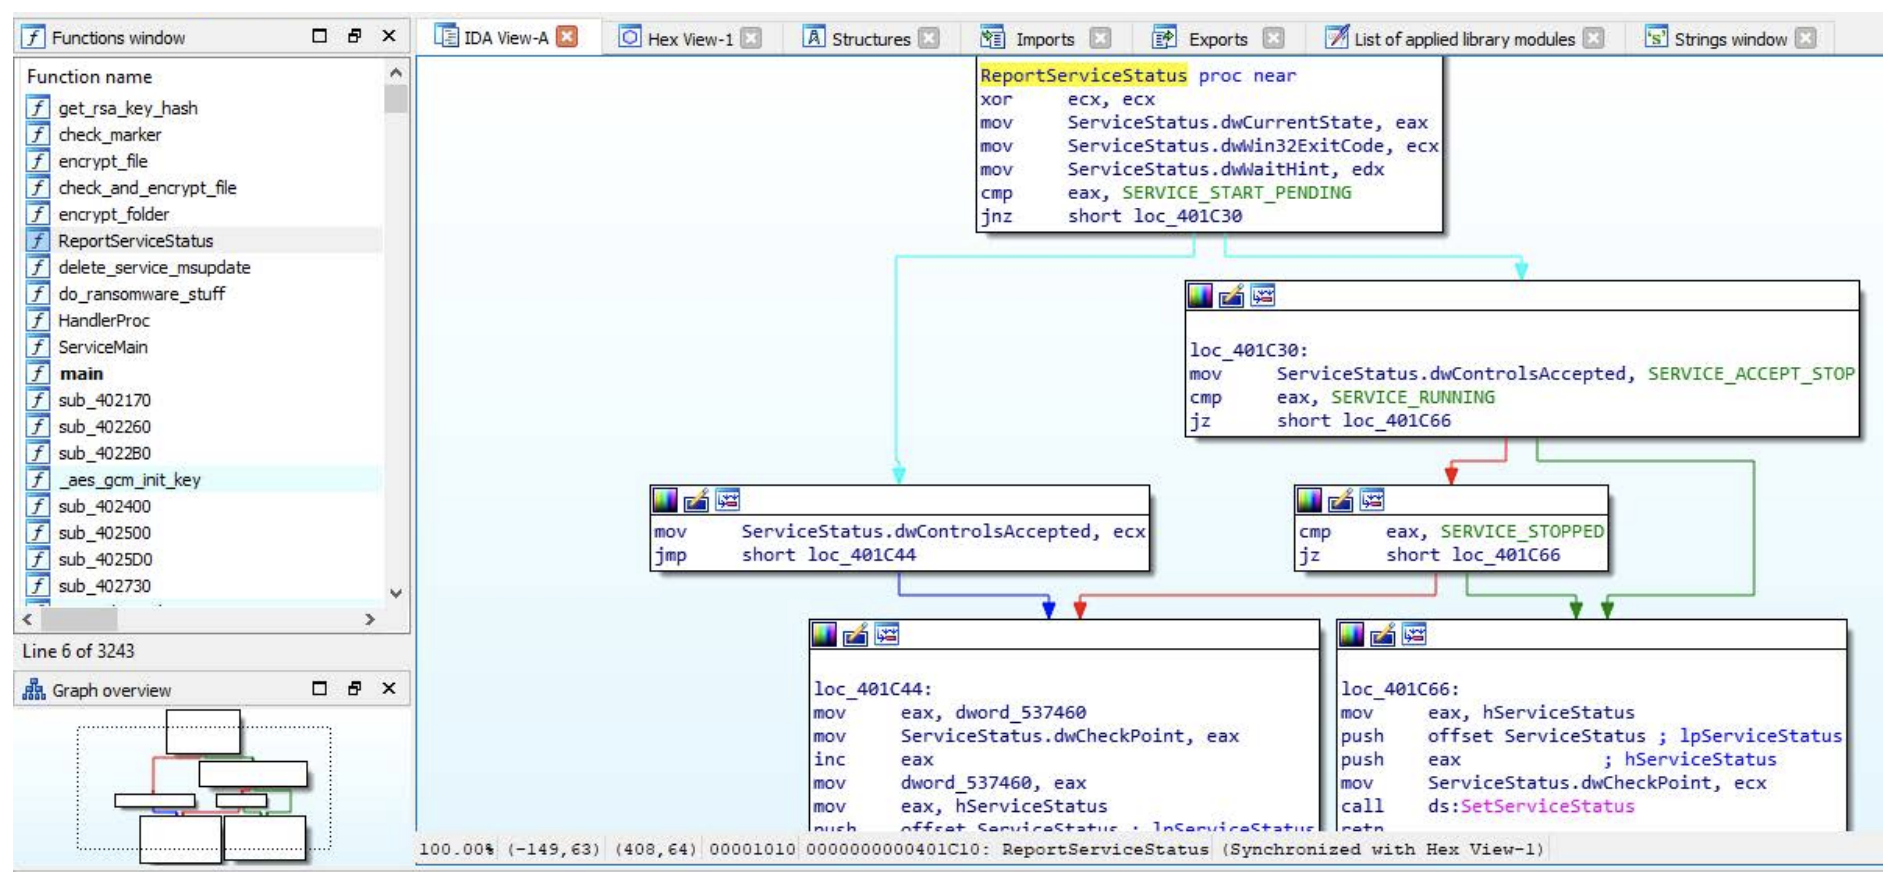 Functions window
IDA View-A
Hex View-1
Structures
Imports
Exports
List of applied library modules
Strings window
Function name
get_rsa_key_hash
check_marker
encrypt_file
check_and_encrypt_file
encrypt_folder
ReportServiceStatus
delete_service_msupdate
do_ransomware_stuff
HandlerProc
ServiceMain
main
sub_402170
sub_402260
sub_4022B0
_aes_gcm_init_key
sub_402400
sub_402500
sub_4025D0
sub_402730
Line 6 of 3243
Graph overview
ReportServiceStatus proc near
xor ecx, ecx
mov ServiceStatus.dwCurrentState, eax
mov ServiceStatus.dwWin32ExitCode, ecx
mov ServiceStatus.dwWaitHint, edx
cmp eax, SERVICE_START_PENDING
jnz short loc_401C30
loc_401C30:
mov ServiceStatus.dwControlsAccepted, SERVICE_ACCEPT_STOP
cmp eax, SERVICE_RUNNING
jz short loc_401C66
mov ServiceStatus.dwControlsAccepted, ecx
jmp short loc_401C44
cmp eax, SERVICE_STOPPED
jz short loc_401C66
loc_401C44:
mov eax, dword_537460
mov ServiceStatus.dwCheckPoint, eax
inc eax
mov dword_537460, eax
mov eax, hServiceStatus
push offset ServiceStatus ; lpServiceStatus
loc_401C66:
mov eax, hServiceStatus
push offset ServiceStatus ; lpServiceStatus
push eax ; hServiceStatus
mov ServiceStatus.dwCheckPoint, ecx
call ds:SetServiceStatus
retn
100.00% (-149,63) (408,64) 00001010 0000000000401C10: ReportServiceStatus (Synchronized with Hex View-1)